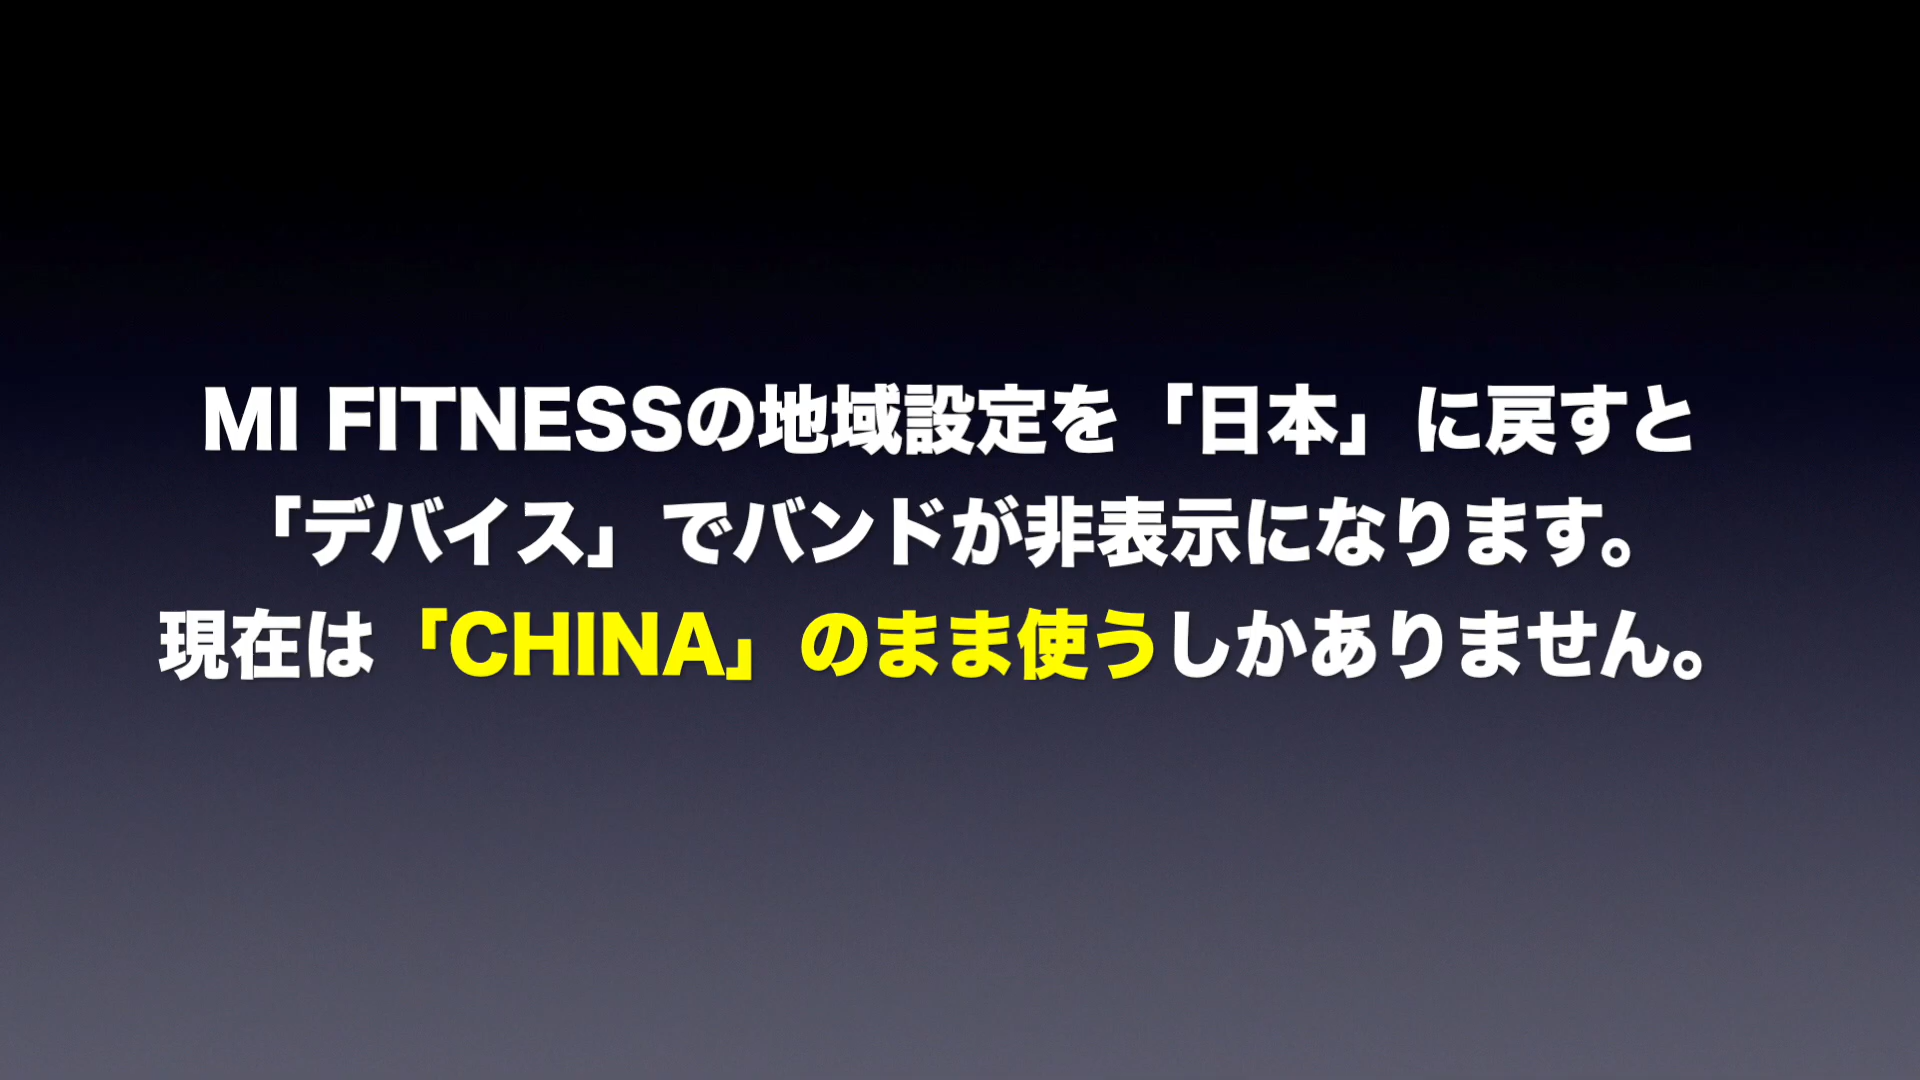 MI FITNESSの地域設定を「日本」に戻すと
「デバイス」でバンドが非表示になります。
現在は「CHINA」のまま使うしかありません。